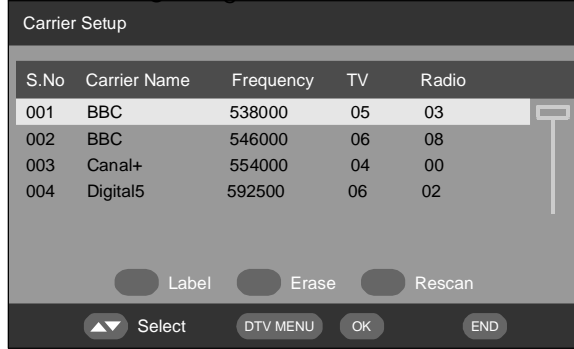 Carrier Setup
S.No Carrier Name Frequency TV Radio
001 BBC 538000 05 03
002 BBC 546000 06 08
003 Canal+ 554000 04 00
004 Digital5 592500 06 02
Label Erase Rescan
Select DTV MENU OK END